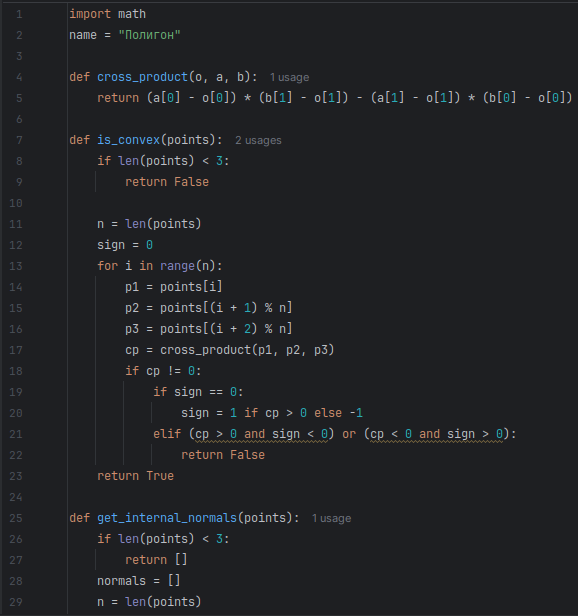 1 import math
2 name = "Полигон"
3
4 def cross_product(o, a, b): 1 usage
5     return (a[0] - o[0]) * (b[1] - o[1]) - (a[1] - o[1]) * (b[0] - o[0])
6
7 def is_convex(points): 2 usages
8     if len(points) < 3:
9         return False
10
11     n = len(points)
12     sign = 0
13     for i in range(n):
14         p1 = points[i]
15         p2 = points[(i + 1) % n]
16         p3 = points[(i + 2) % n]
17         cp = cross_product(p1, p2, p3)
18         if cp != 0:
19             if sign == 0:
20                 sign = 1 if cp > 0 else -1
21             elif (cp > 0 and sign < 0) or (cp < 0 and sign > 0):
22                 return False
23     return True
24
25 def get_internal_normals(points): 1 usage
26     if len(points) < 3:
27         return []
28     normals = []
29     n = len(points)